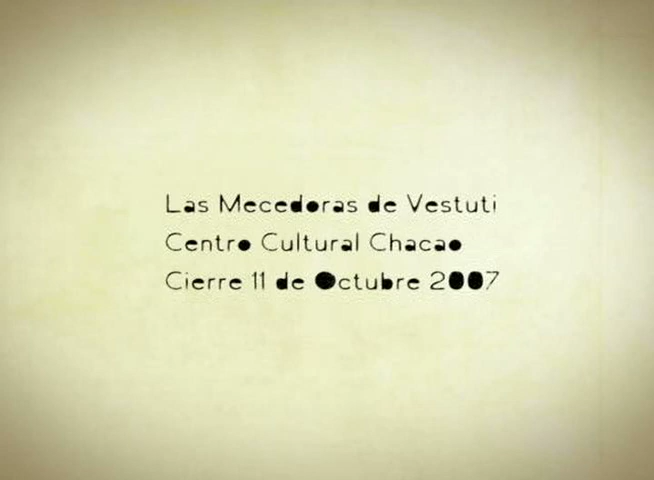 Las Mecedoras de Vestuti
Centro Cultural Chacao
Cierre 11 de Octubre 2007